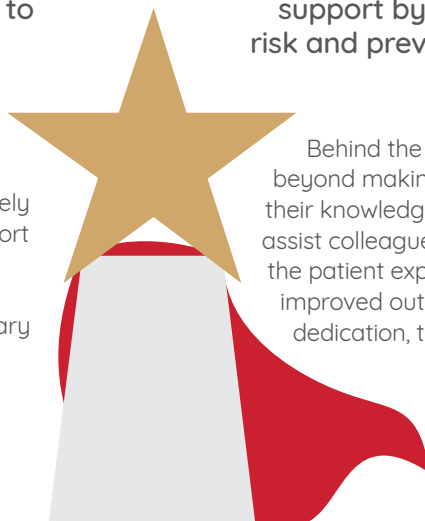 to
ely
ort
ary
support by
risk and prev
Behind the
beyond makin
their knowledg
assist colleague
the patient exp
improved out
dedication, t